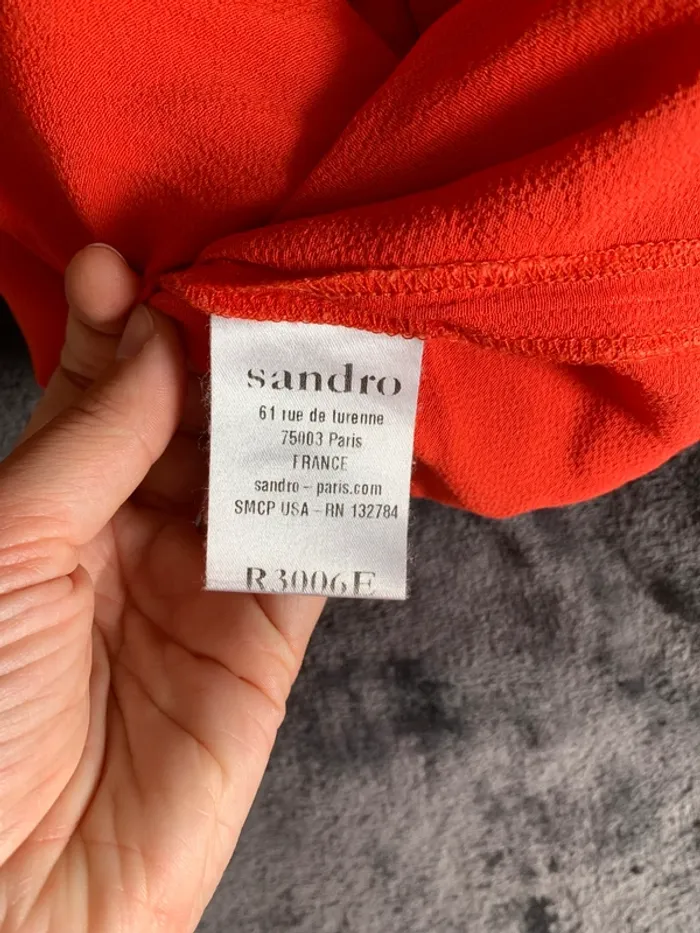 sandro
61 rue de turenne
75003 Paris
FRANCE
sandro - paris.com
SMCP USA - RN 132784
R3006E